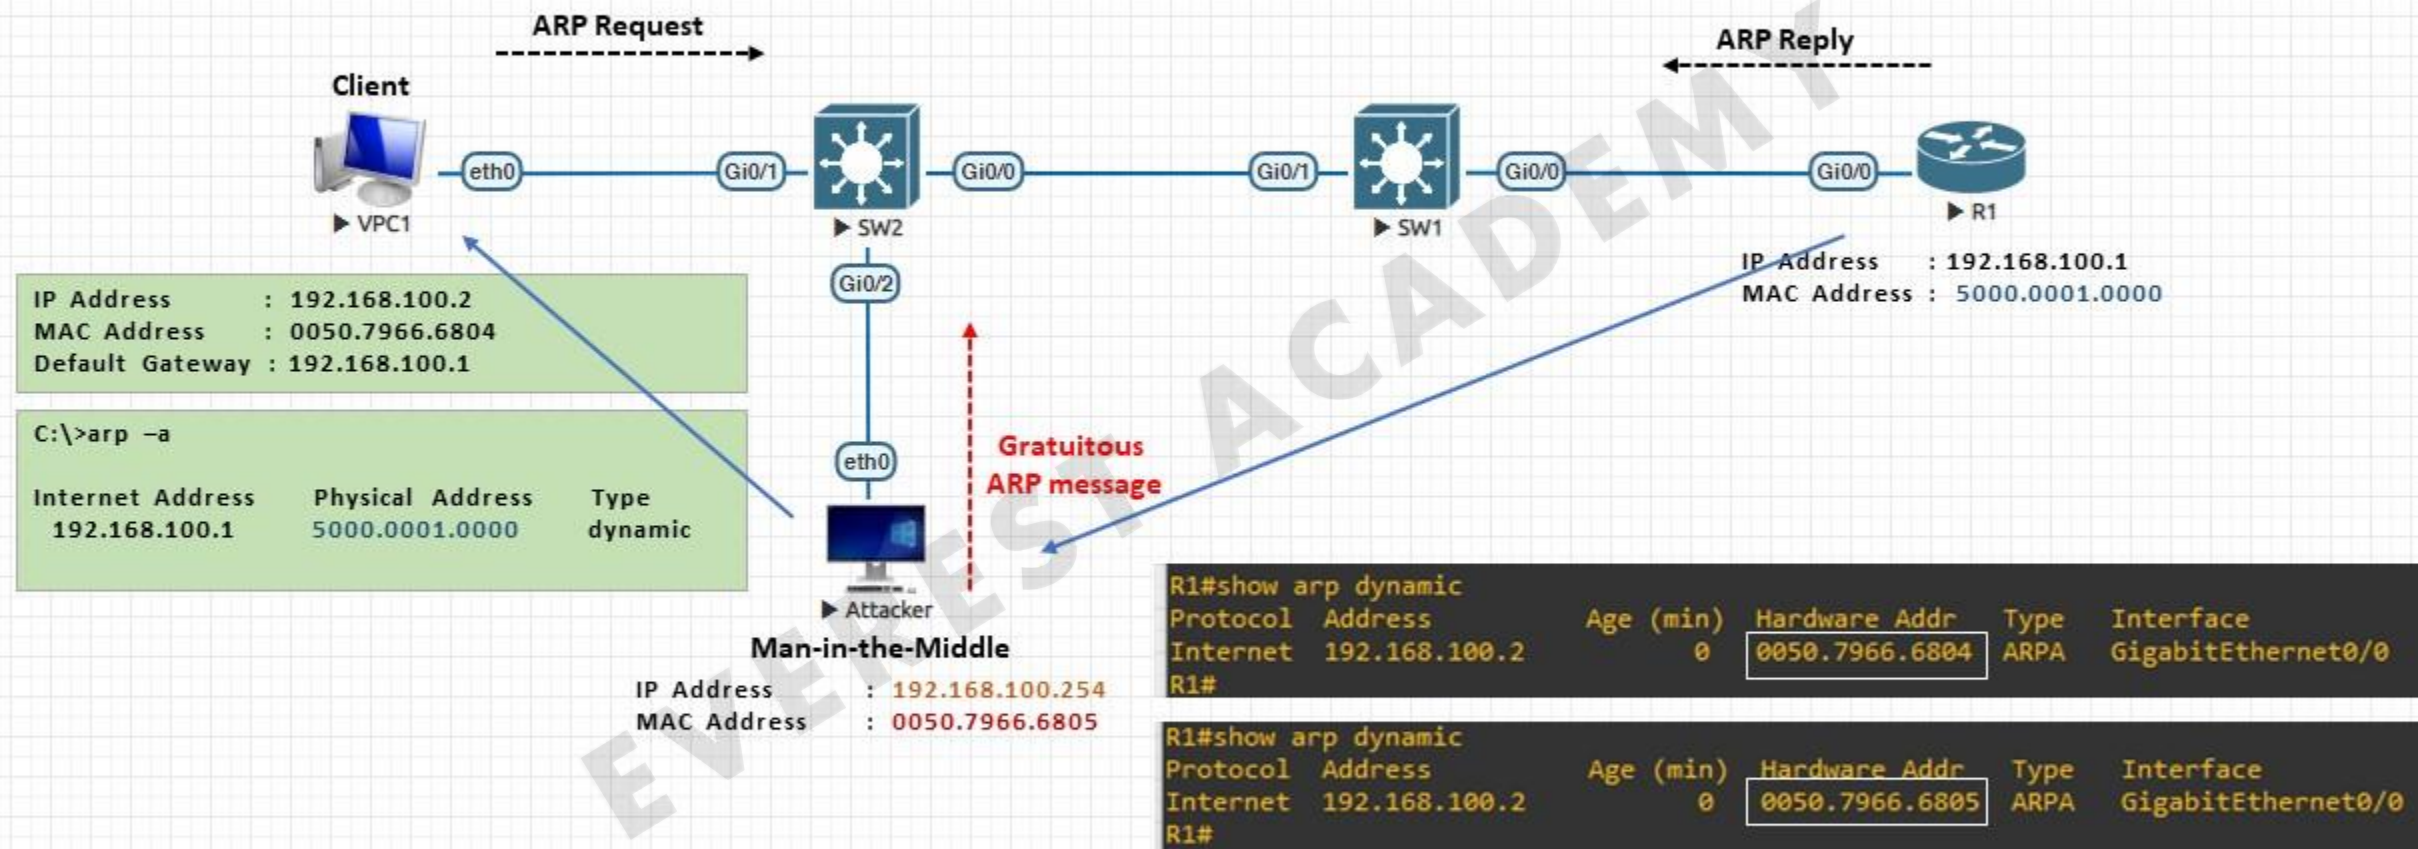 ARP Request
ARP Reply
Client
eth0
Gi0/1
Gi0/0
Gi0/1
Gi0/0
Gi0/0
VPC1
SW2
SW1
R1
IP Address : 192.168.100.1
MAC Address : 5000.0001.0000
Gi0/2
IP Address : 192.168.100.2
MAC Address : 0050.7966.6804
Default Gateway : 192.168.100.1
C:\>arp –a
Internet Address Physical Address Type
192.168.100.1 5000.0001.0000 dynamic
eth0
Gratuitous
ARP message
Attacker
Man-in-the-Middle
IP Address : 192.168.100.254
MAC Address : 0050.7966.6805
R1#show arp dynamic
Protocol Address Age (min) Hardware Addr Type Interface
Internet 192.168.100.2 0 0050.7966.6804 ARPA GigabitEthernet0/0
R1#
R1#show arp dynamic
Protocol Address Age (min) Hardware Addr Type Interface
Internet 192.168.100.2 0 0050.7966.6805 ARPA GigabitEthernet0/0
R1#
EVEREST ACADEMY